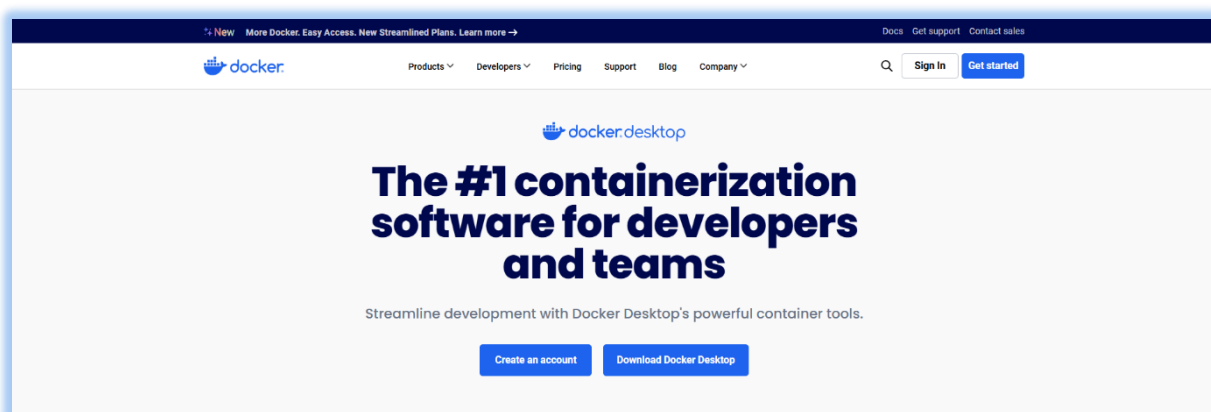 New More Docker. Easy Access. New Streamlined Plans. Learn more → Docs Get support Contact sales
docker. Products Developers Pricing Support Blog Company Sign In Get started
docker.desktop
The #1 containerization
software for developers
and teams
Streamline development with Docker Desktop's powerful container tools.
Create an account Download Docker Desktop